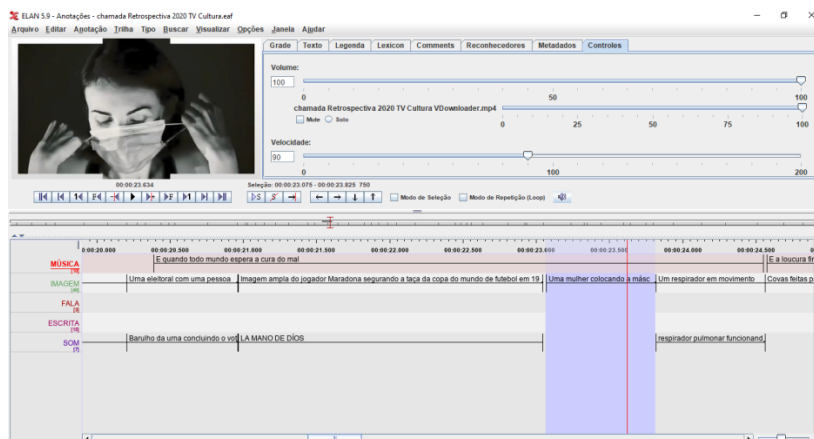 ELAN 5.9 - Anotações - chamada Retrospectiva 2020 TV Cultura.eaf
Arquivo Editar Anotação Trilha Tipo Buscar Visualizar Opções Janela Ajudar
Grade Texto Legenda Lexicon Comments Reconhecedores Metadados Controles
Volume:
100
0 50 100
chamada Retrospectiva 2020 TV Cultura VDownloader.mp4
Mute Solo
0 25 50 75 100
Velocidade:
90
0 100 200
00:00:23.634
Seleção: 00:00:23.075 - 00:00:23.825 750
Modo de Seleção Modo de Repetição (Loop)
0:00:20.000 00:00:20.500 00:00:21.000 00:00:21.500 00:00:22.000 00:00:22.500 00:00:23.000 00:00:23.500 00:00:24.000 00:00:24.500
MÚSICA E quando todo mundo espera a cura do mal E a loucura fin
IMAGEM Uma eleitoral com uma pessoa Imagem ampla do jogador Maradona segurando a taça da copa do mundo de futebol em 19 Uma mulher colocando a másc Um respirador em movimento Covas feitas p
FALA
ESCRITA
SOM Barulho da urna concluindo o vot LA MANO DE DÍOS respirador pulmonar funcionand